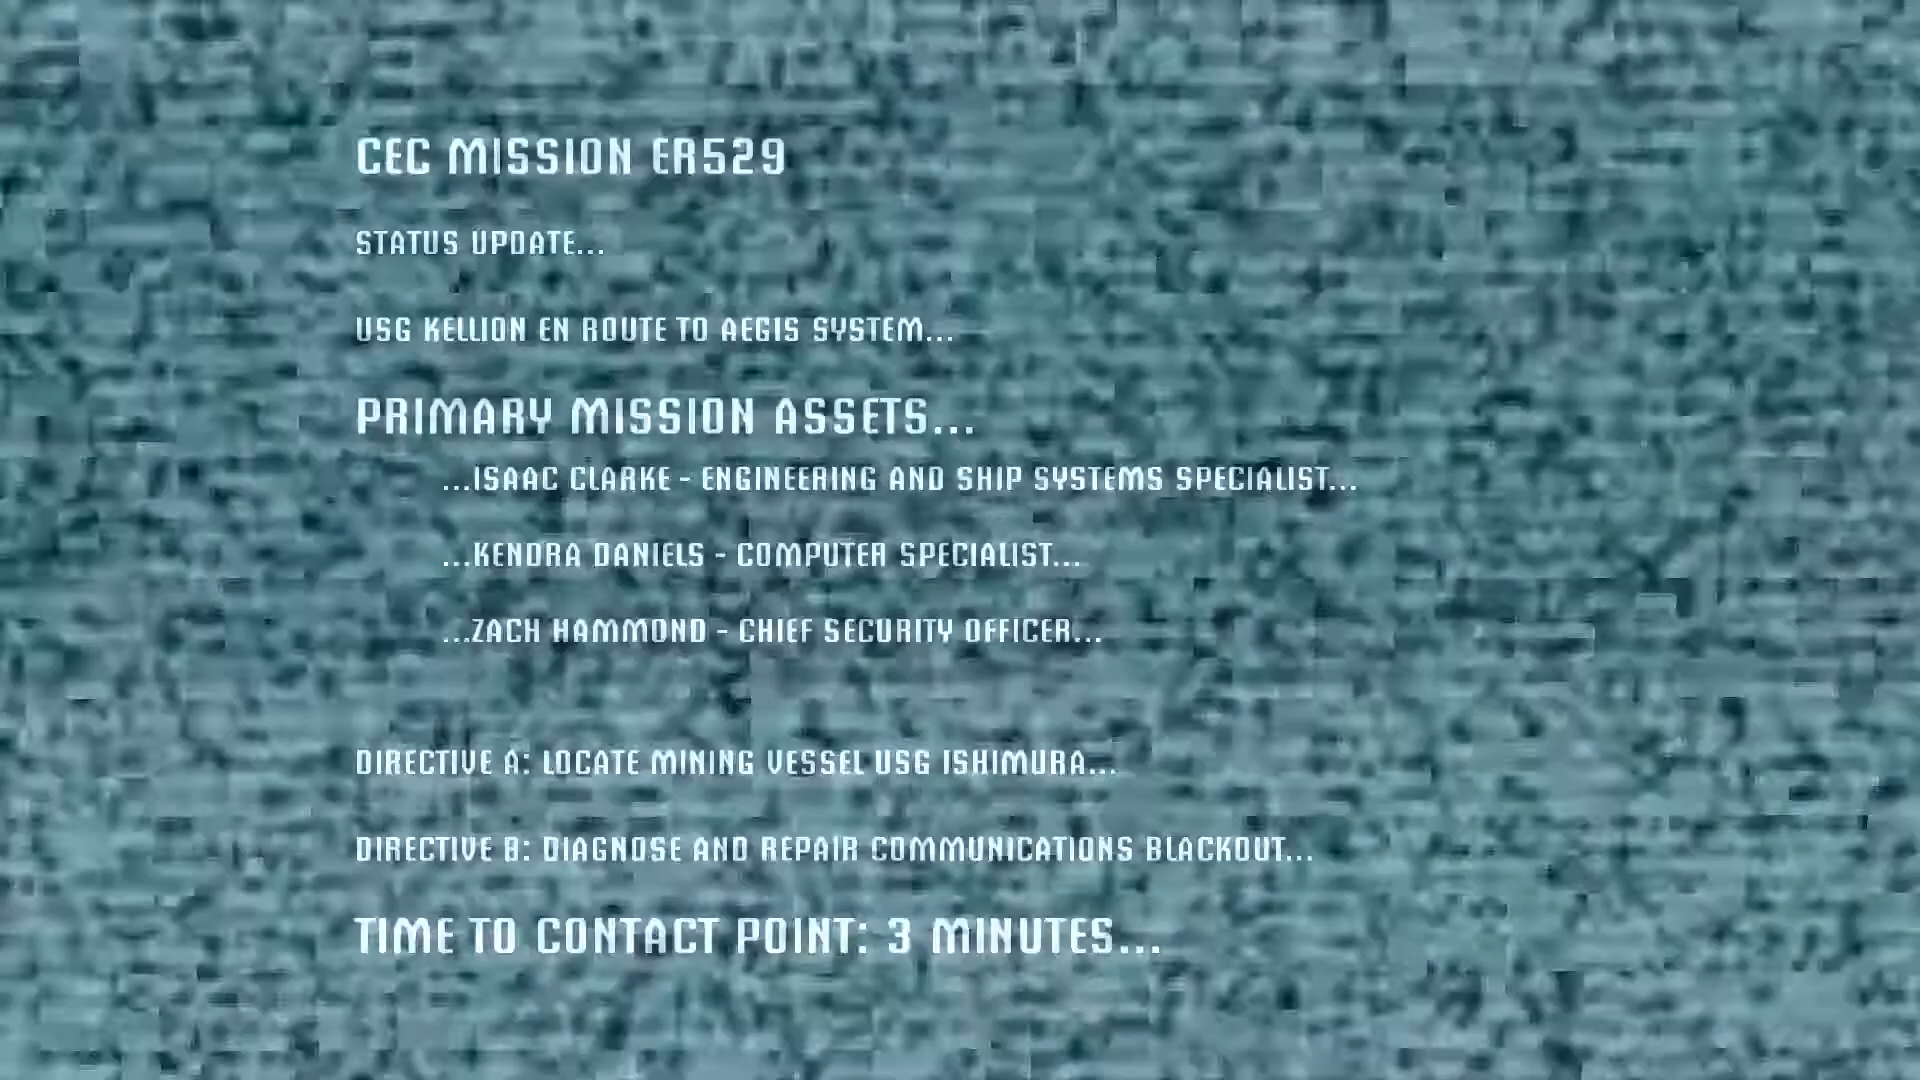 CEC MISSION ER529
STATUS UPDATE...
USG KELLION EN ROUTE TO AEGIS SYSTEM...
PRIMARY MISSION ASSETS...
...ISAAC CLARKE - ENGINEERING AND SHIP SYSTEMS SPECIALIST...
...KENDRA DANIELS - COMPUTER SPECIALIST...
...ZACH HAMMOND - CHIEF SECURITY OFFICER...
DIRECTIVE A: LOCATE MINING VESSEL USG ISHIMURA...
DIRECTIVE B: DIAGNOSE AND REPAIR COMMUNICATIONS BLACKOUT...
TIME TO CONTACT POINT: 3 MINUTES...